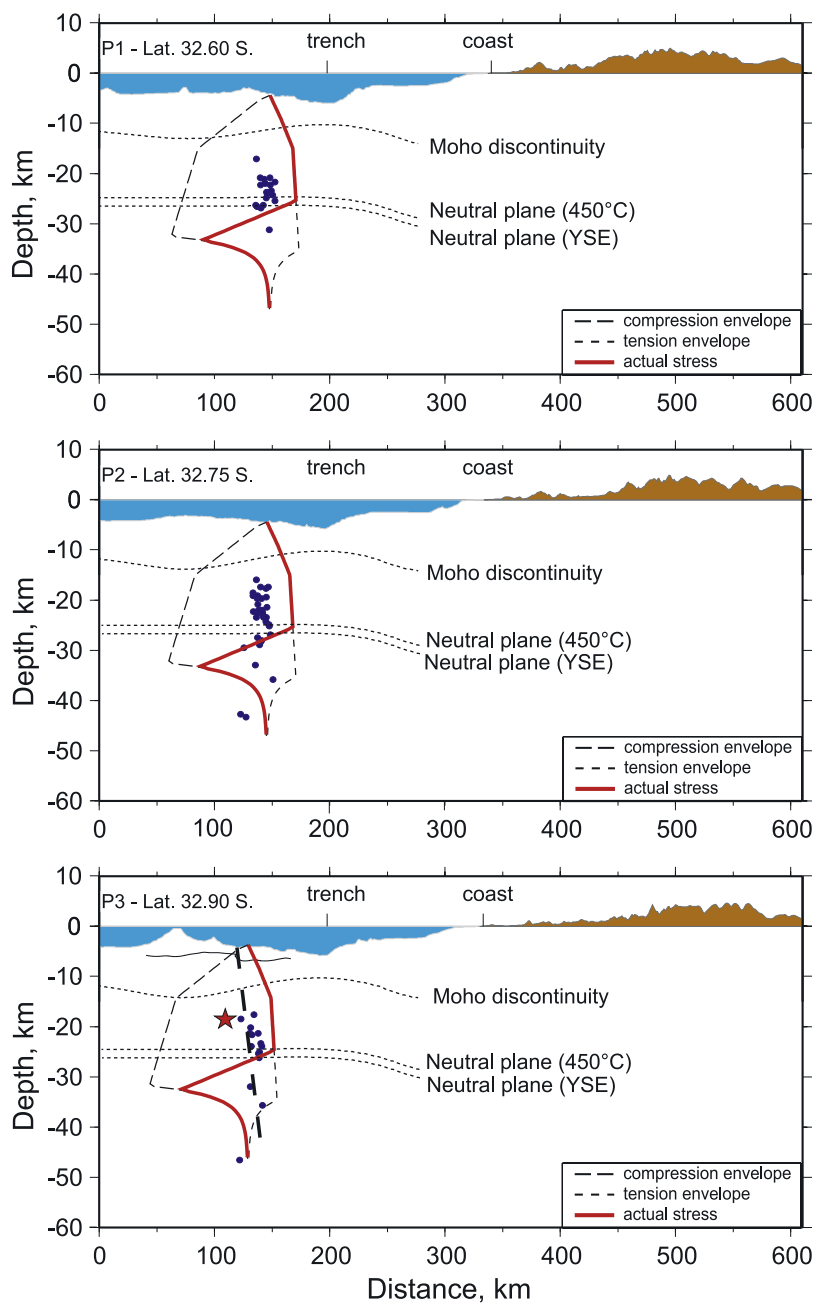 P1 - Lat. 32.60 S.
trench
coast
10
0
-10
-20
-30
-40
-50
-60
Depth, km
Moho discontinuity
Neutral plane (450°C)
Neutral plane (YSE)
compression envelope
tension envelope
actual stress
0 100 200 300 400 500 600
P2 - Lat. 32.75 S.
trench
coast
10
0
-10
-20
-30
-40
-50
-60
Depth, km
Moho discontinuity
Neutral plane (450°C)
Neutral plane (YSE)
compression envelope
tension envelope
actual stress
0 100 200 300 400 500 600
P3 - Lat. 32.90 S.
trench
coast
10
0
-10
-20
-30
-40
-50
-60
Depth, km
Moho discontinuity
Neutral plane (450°C)
Neutral plane (YSE)
compression envelope
tension envelope
actual stress
0 100 200 300 400 500 600
Distance, km